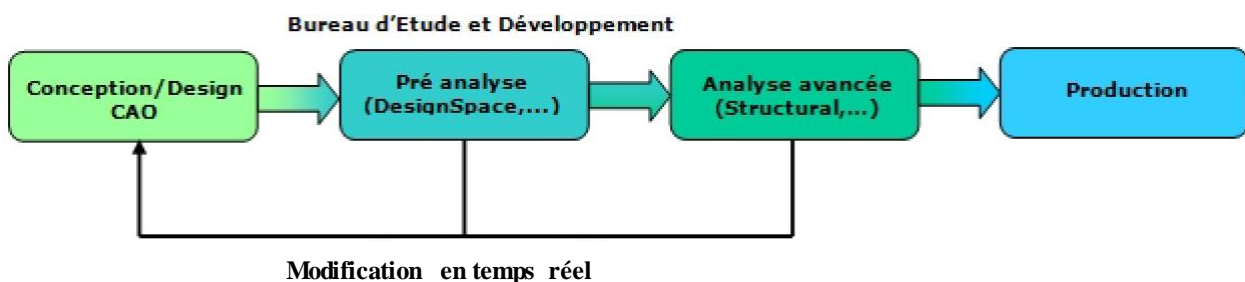 Bureau d'Etude et Développement
Conception/Design
CAO
Pré analyse
(DesignSpace,...)
Analyse avancée
(Structural,...)
Production
Modification en temps réel